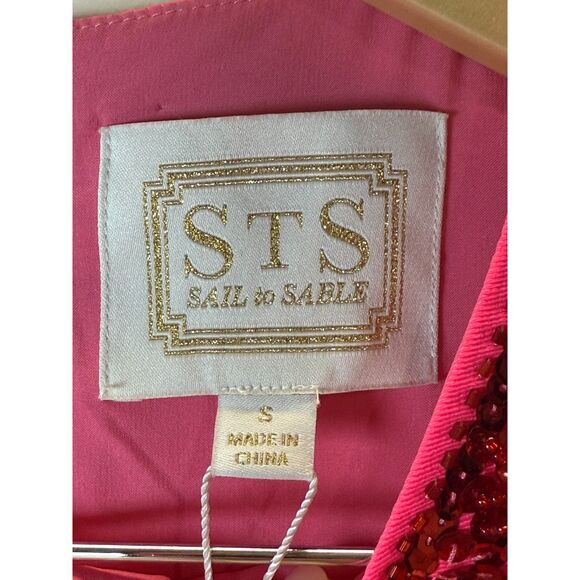 STS
SAIL to SABLE
S
MADE IN
CHINA